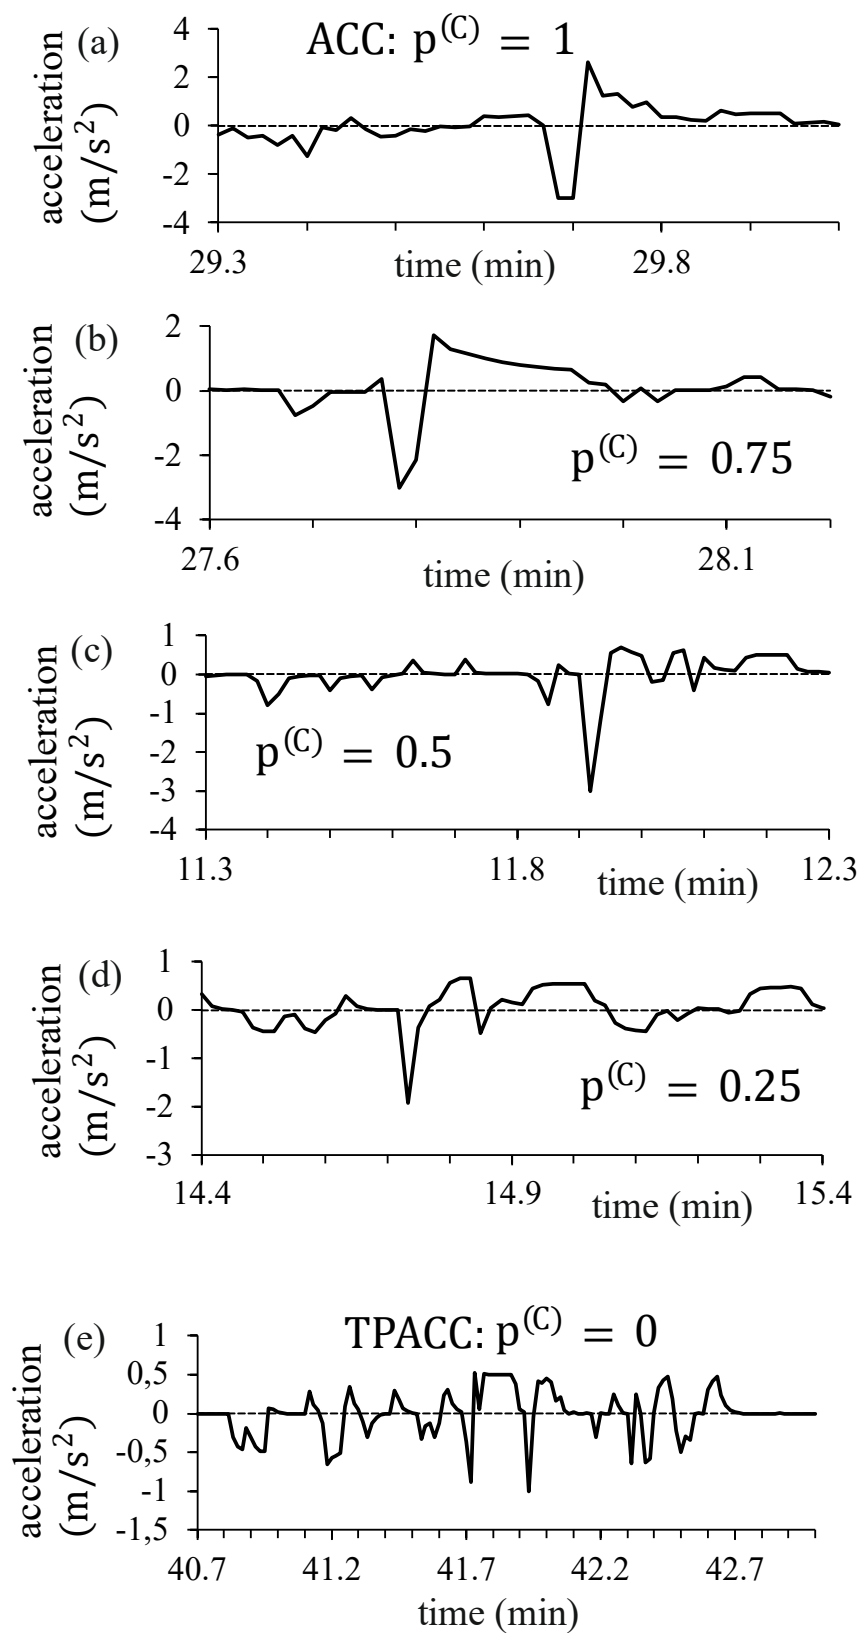 (a)
ACC: p(C) = 1
acceleration
(m/s²)
4
2
0
-2
-4
29.3
29.8
time (min)
(b)
acceleration
(m/s²)
2
0
-2
-4
p(C) = 0.75
27.6
28.1
time (min)
(c)
acceleration
(m/s²)
1
0
-1
-2
-3
-4
p(C) = 0.5
11.3
11.8
12.3
time (min)
(d)
acceleration
(m/s²)
1
0
-1
-2
-3
p(C) = 0.25
14.4
14.9
15.4
time (min)
(e)
TPACC: p(C) = 0
acceleration
(m/s²)
1
0,5
0
-0,5
-1
-1,5
40.7
41.2
41.7
42.2
42.7
time (min)